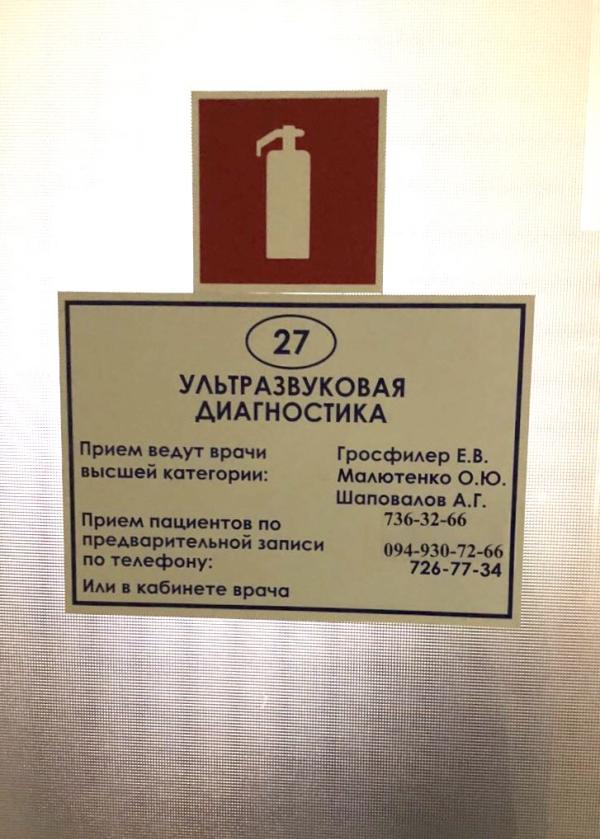 27
УЛЬТРАЗВУКОВАЯ
ДИАГНОСТИКА
Прием ведут врачи
высшей категории:
Гросфилер Е.В.
Малютенко О.Ю.
Шаповалов А.Г.
736-32-66
Прием пациентов по
предварительной записи
по телефону:
094-930-72-66
726-77-34
Или в кабинете врача